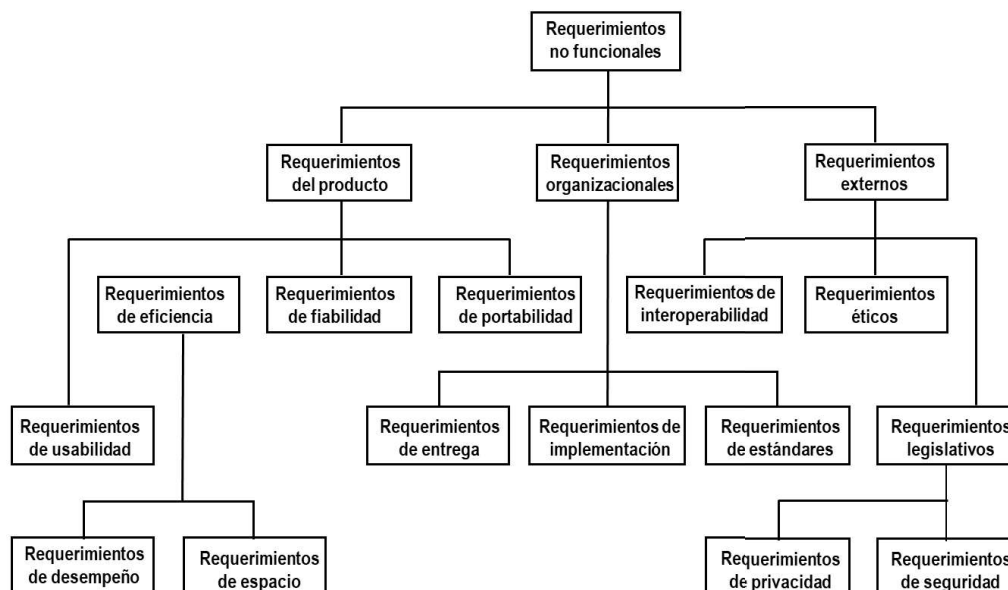 Requerimientos
no funcionales
Requerimientos
del producto
Requerimientos
organizacionales
Requerimientos
externos
Requerimientos
de eficiencia
Requerimientos
de fiabilidad
Requerimientos
de portabilidad
Requerimientos de
interoperabilidad
Requerimientos
éticos
Requerimientos
de usabilidad
Requerimientos
de entrega
Requerimientos de
implementación
Requerimientos
de estándares
Requerimientos
legislativos
Requerimientos
de desempeño
Requerimientos
de espacio
Requerimientos
de privacidad
Requerimientos
de seguridad